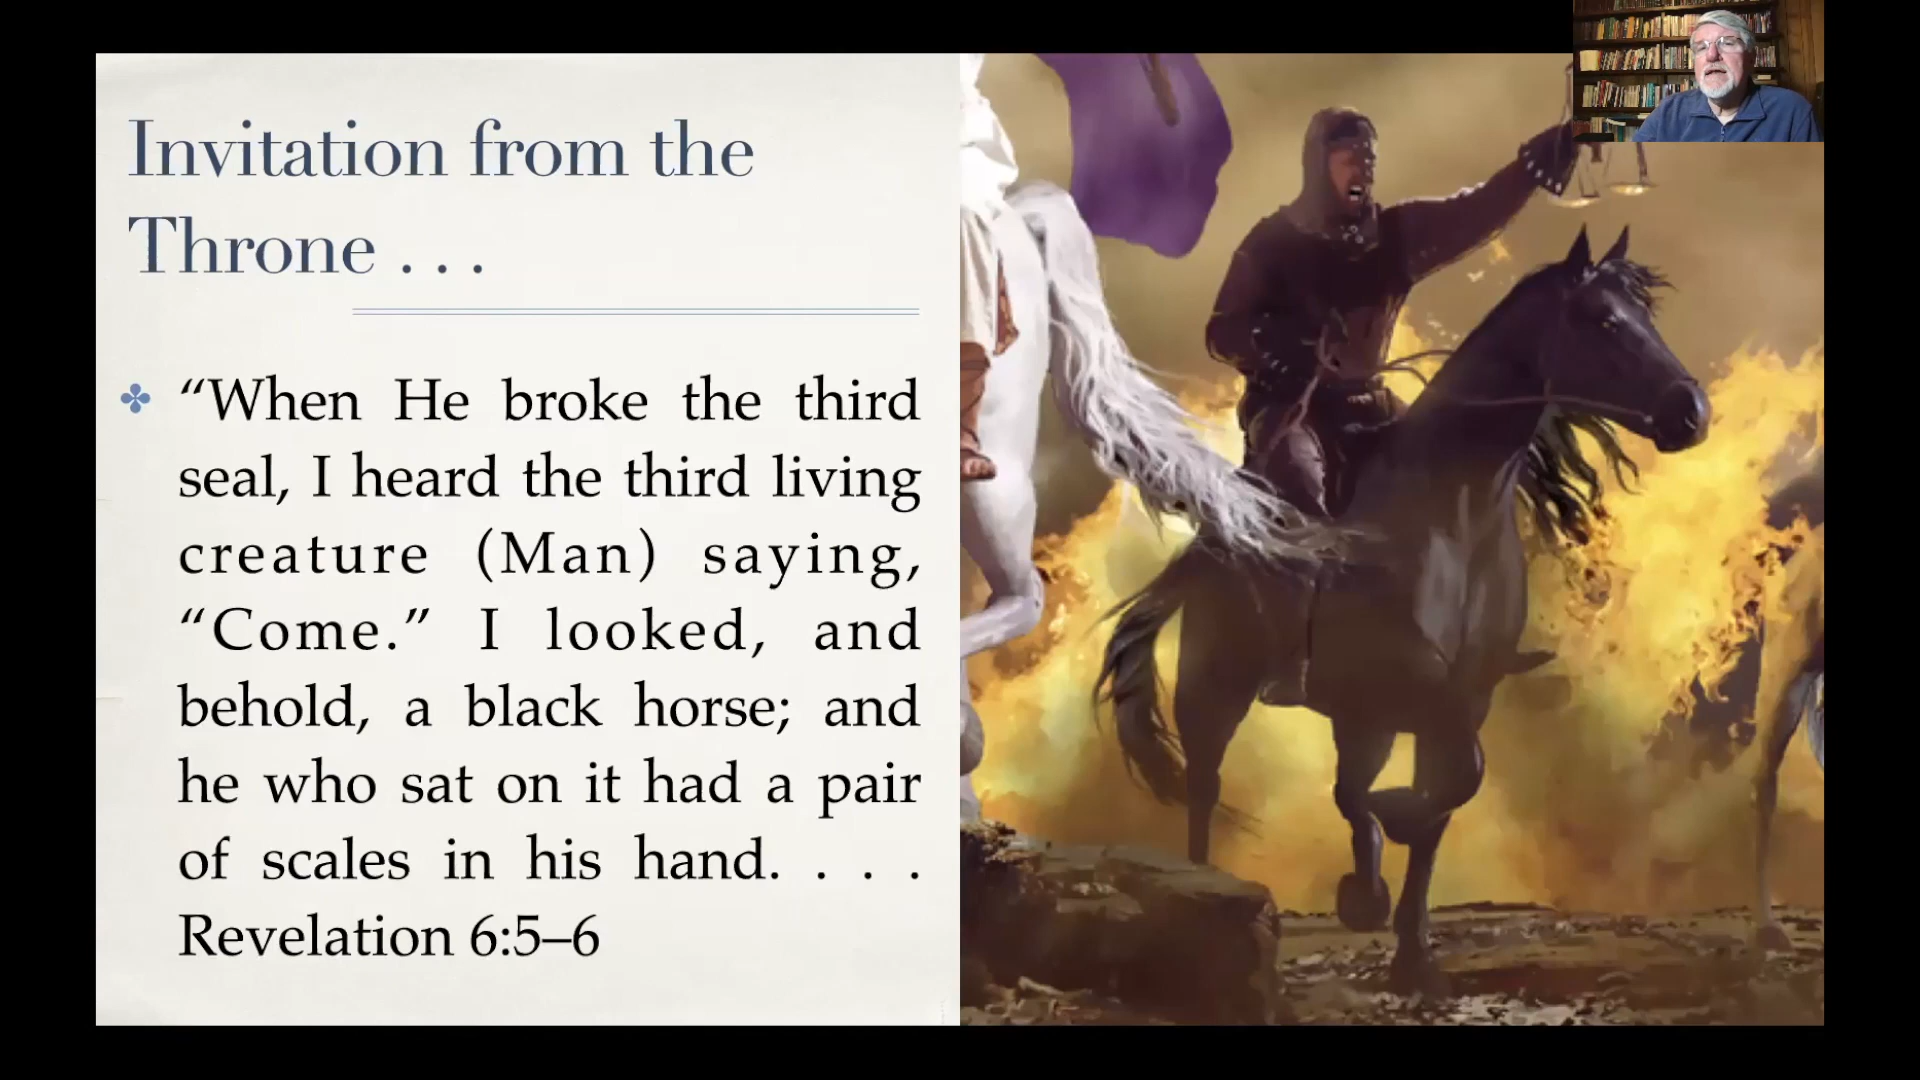 Invitation from the
Throne . . .
“When He broke the third
seal, I heard the third living
creature (Man) saying,
“Come.” I looked, and
behold, a black horse; and
he who sat on it had a pair
of scales in his hand. . . .
Revelation 6:5–6